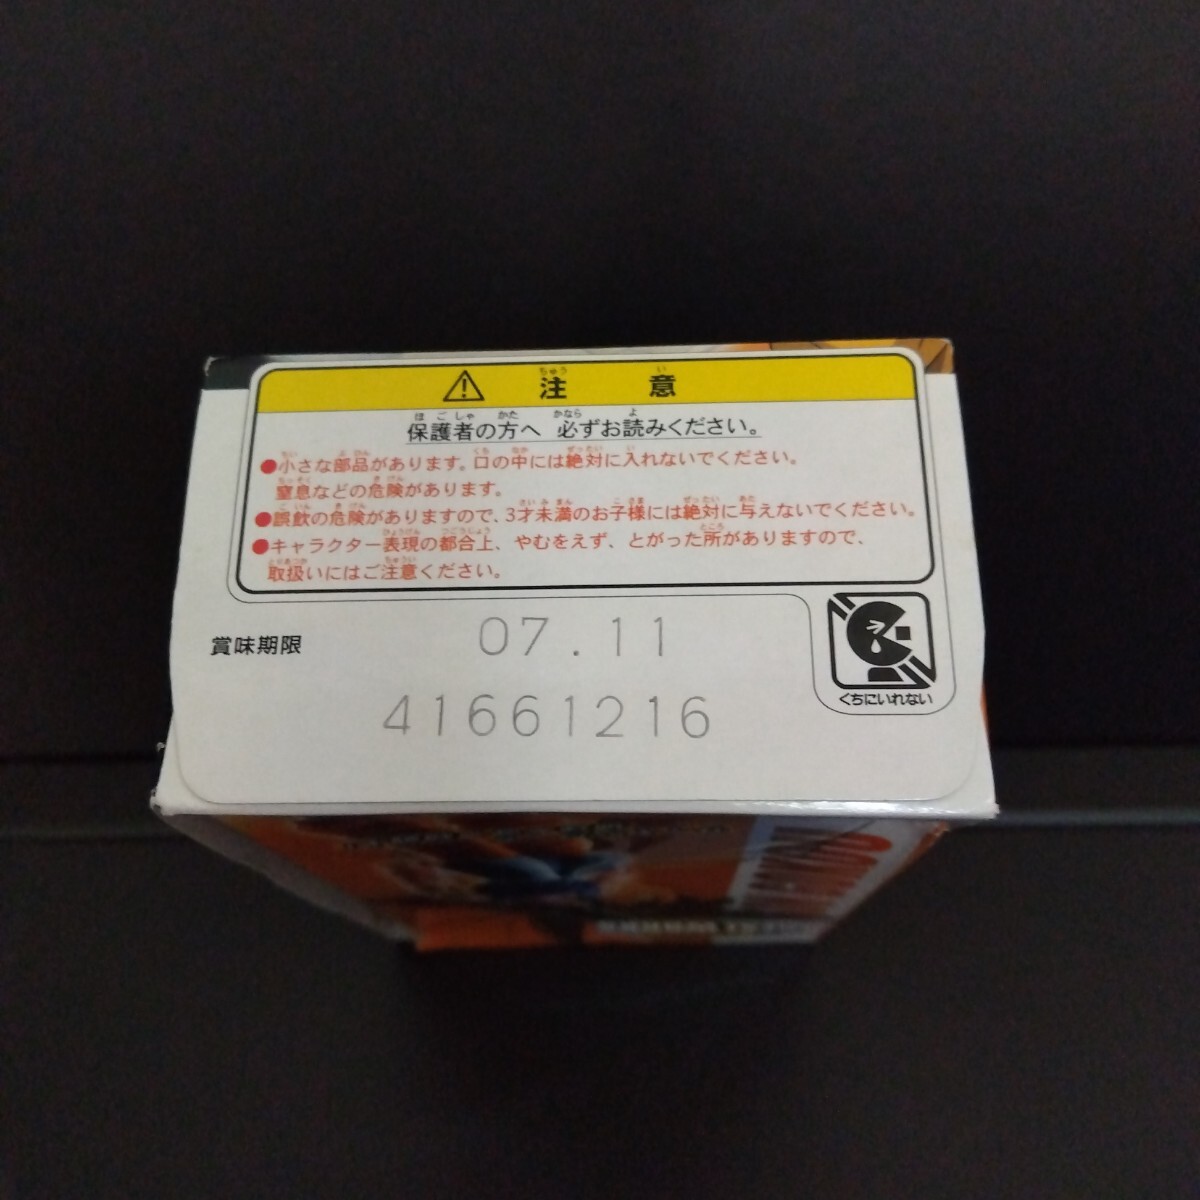 注意
保護者の方へ 必ずお読みください。
●小さな部品があります。口の中には絶対に入れないでください。
窒息などの危険があります。
●誤飲の危険がありますので、3才未満のお子様には絶対に与えないでください。
●キャラクター表現の都合上、やむをえず、とがった所がありますので、
取扱いにはご注意ください。
賞味期限
07.11
41661216
くちにいれない